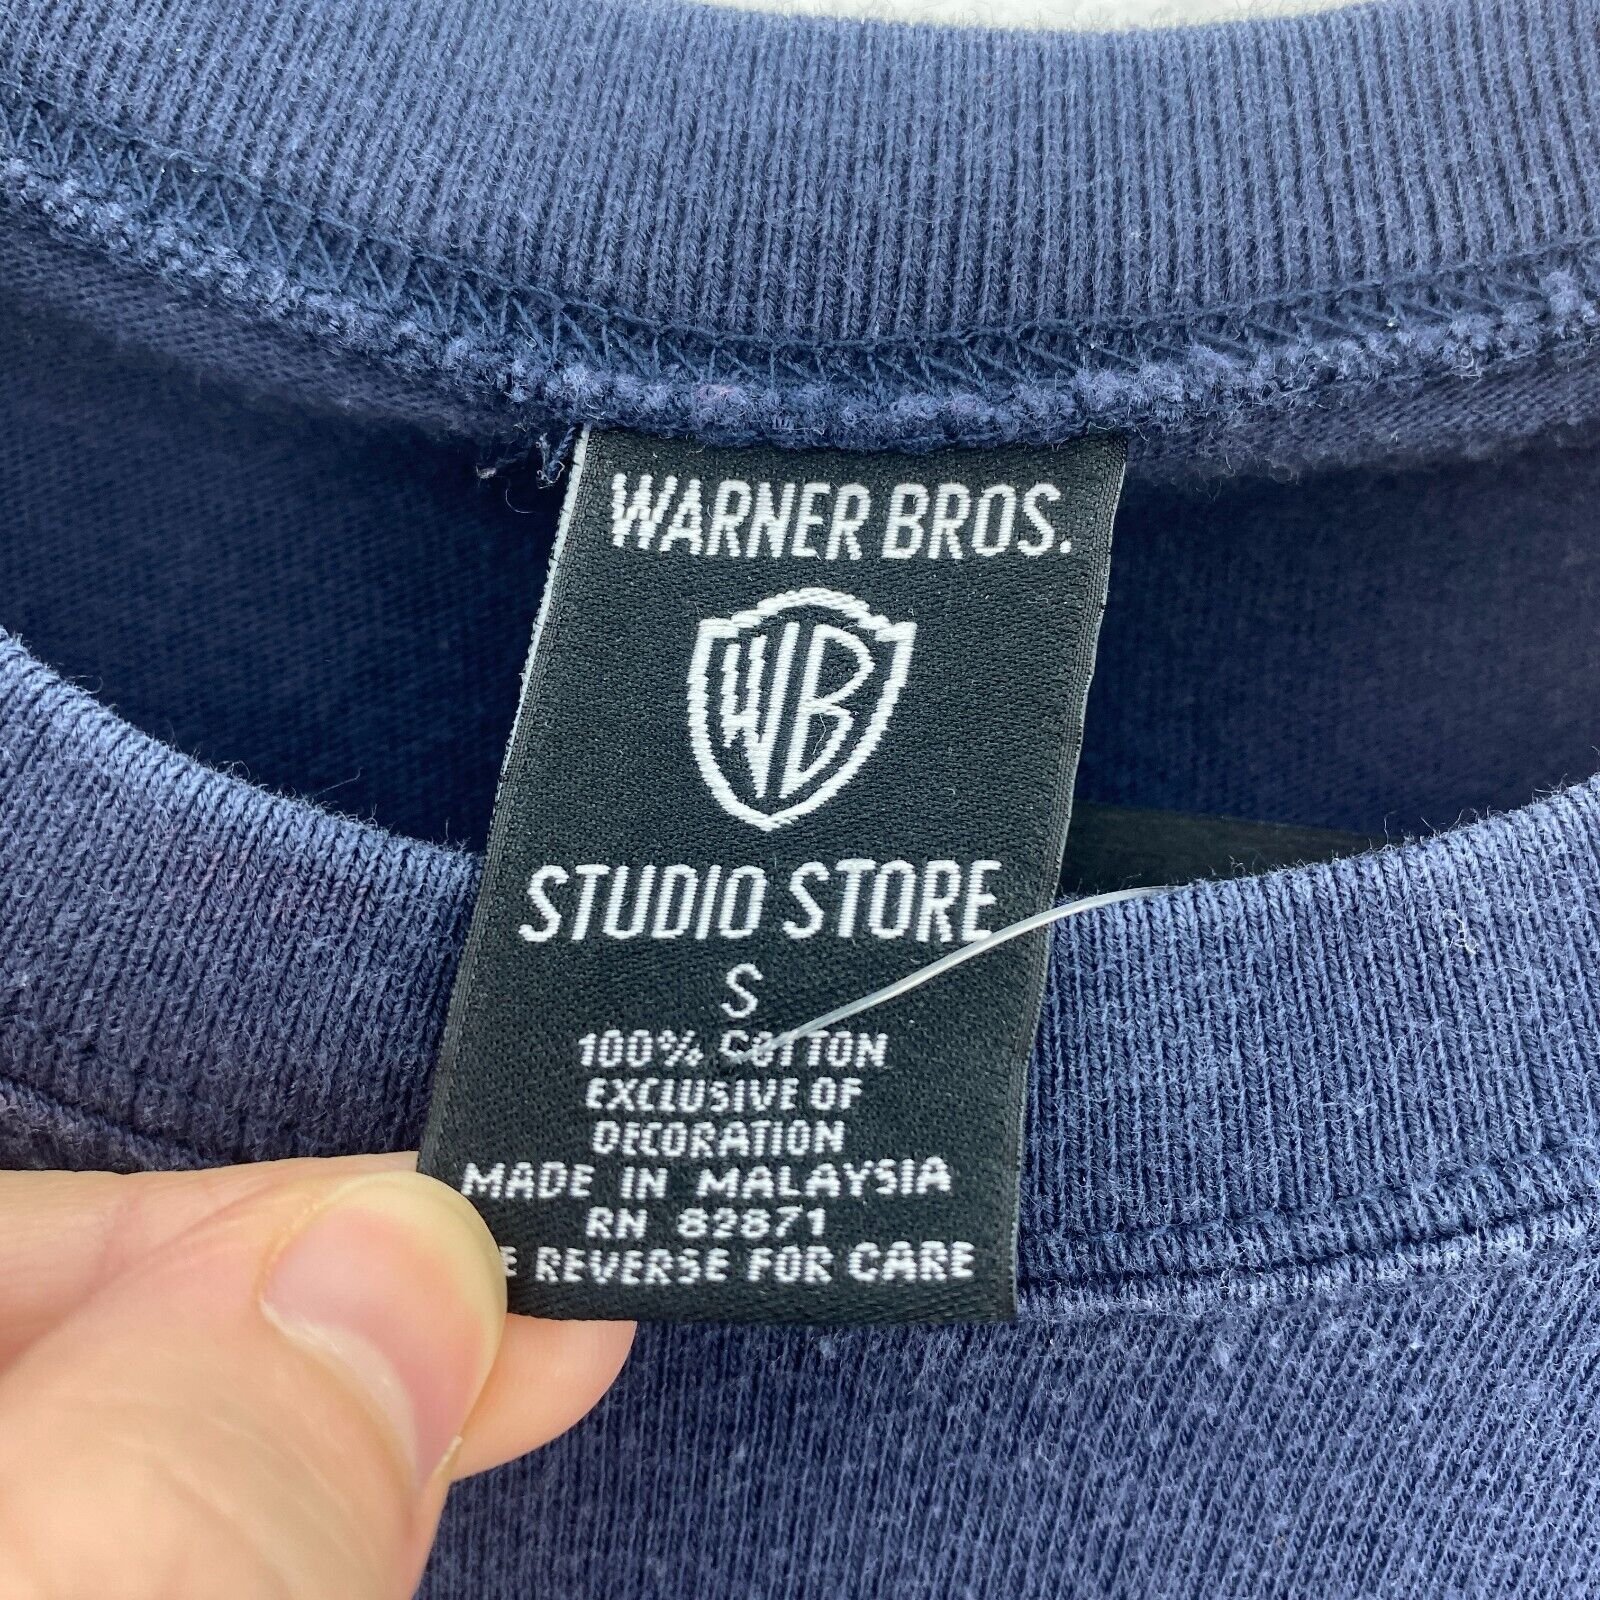 WARNER BROS.
WB
STUDIO STORE
S
100% COTTON
EXCLUSIVE OF
DECORATION
MADE IN MALAYSIA
RN 82871
E REVERSE FOR CARE